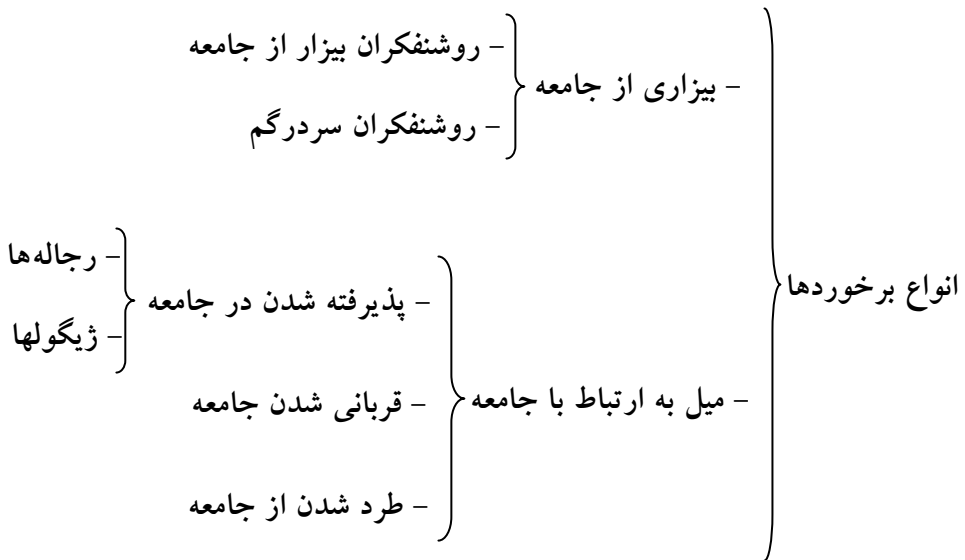 انواع برخوردها
– بیزاری از جامعه
– روشنفکران بیزار از جامعه
– روشنفکران سردرگم
– میل به ارتباط با جامعه
– پذیرفته شدن در جامعه
– رجاله‌ها
– ژیگولها
– قربانی شدن جامعه
– طرد شدن از جامعه